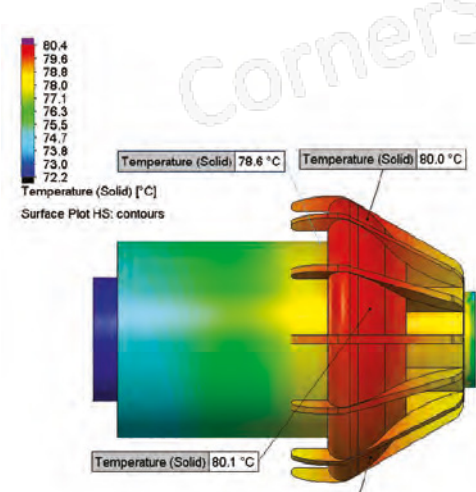 Corners
80.4
79.6
78.8
78.0
77.1
76.3
75.5
74.7
73.8
73.0
72.2
Temperature (Solid) [°C]
Surface Plot HS: contours
Temperature (Solid) 78.6 °C
Temperature (Solid) 80.0 °C
Temperature (Solid) 80.1 °C